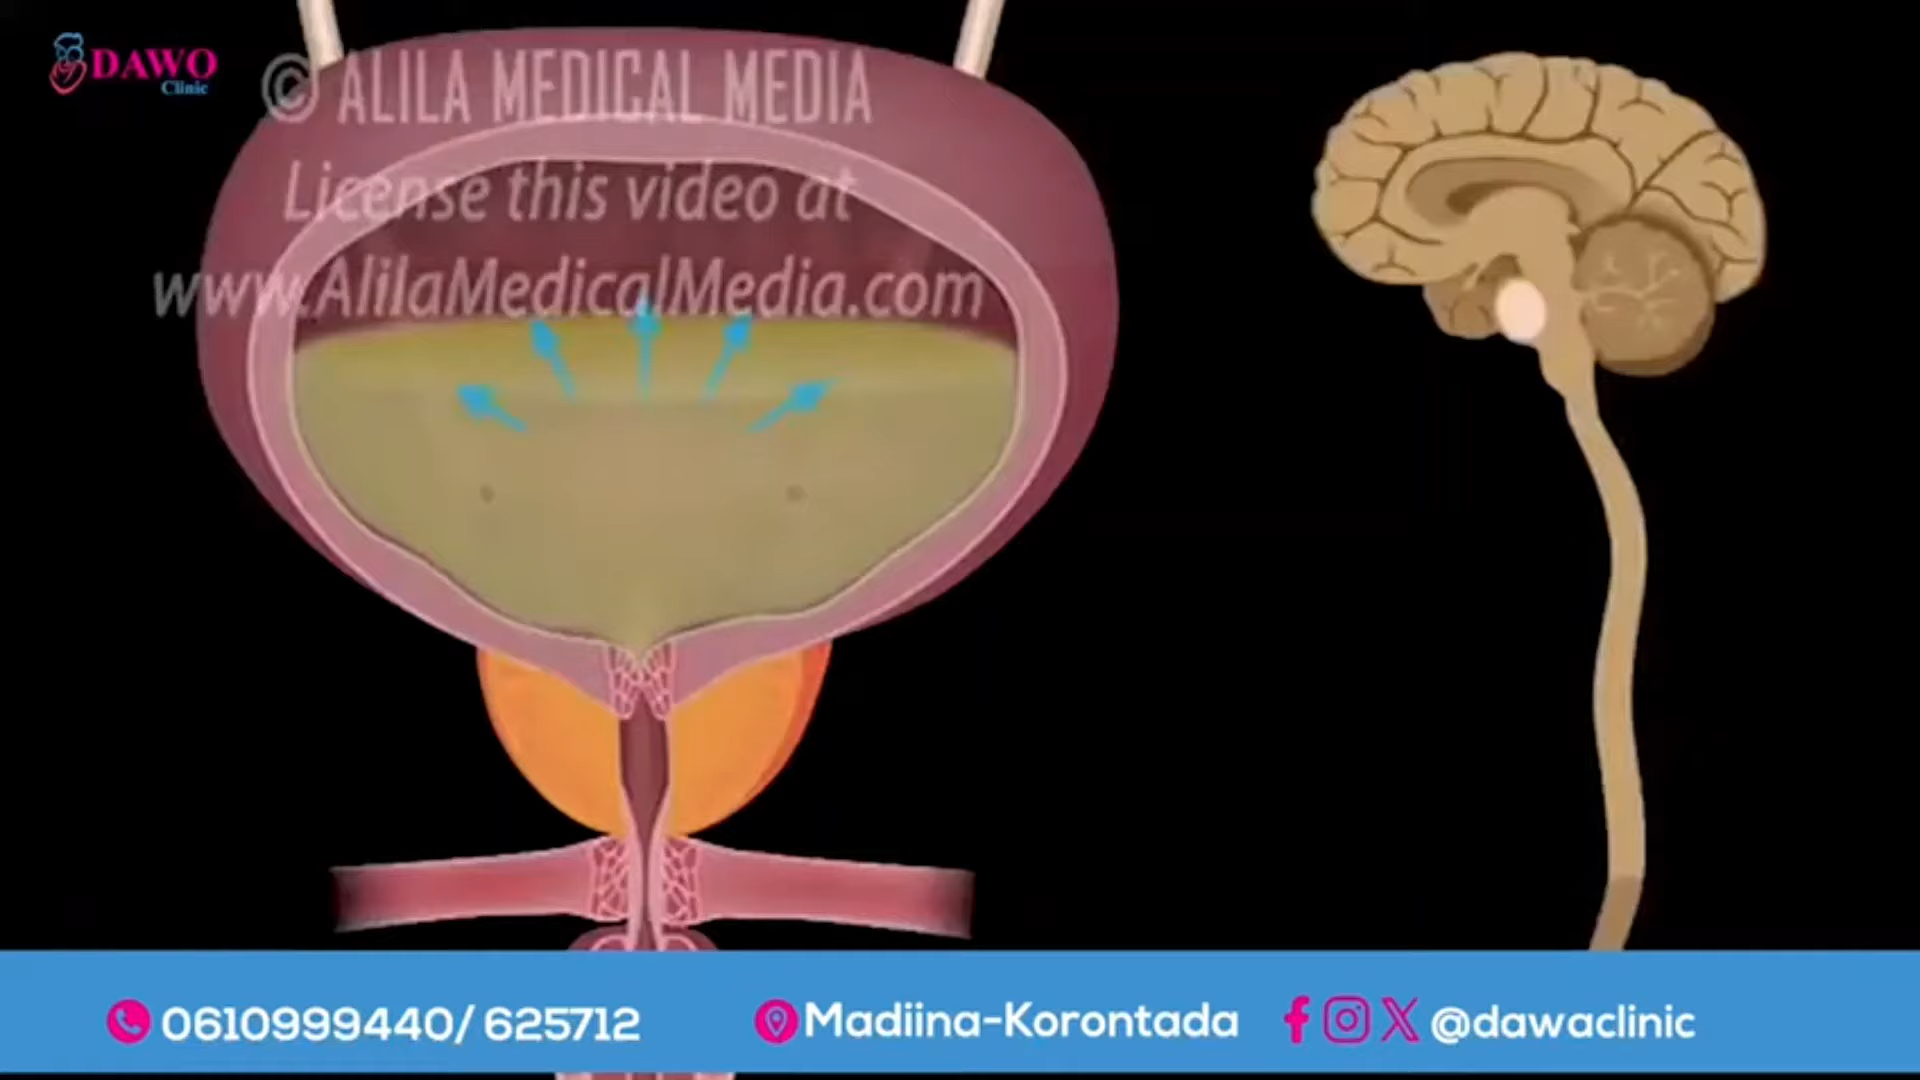 DAWO
Clinic
© ALILA MEDICAL MEDIA
License this video at
www.AlilaMedicalMedia.com
0610999440/ 625712
Madiina-Korontada
@dawaclinic